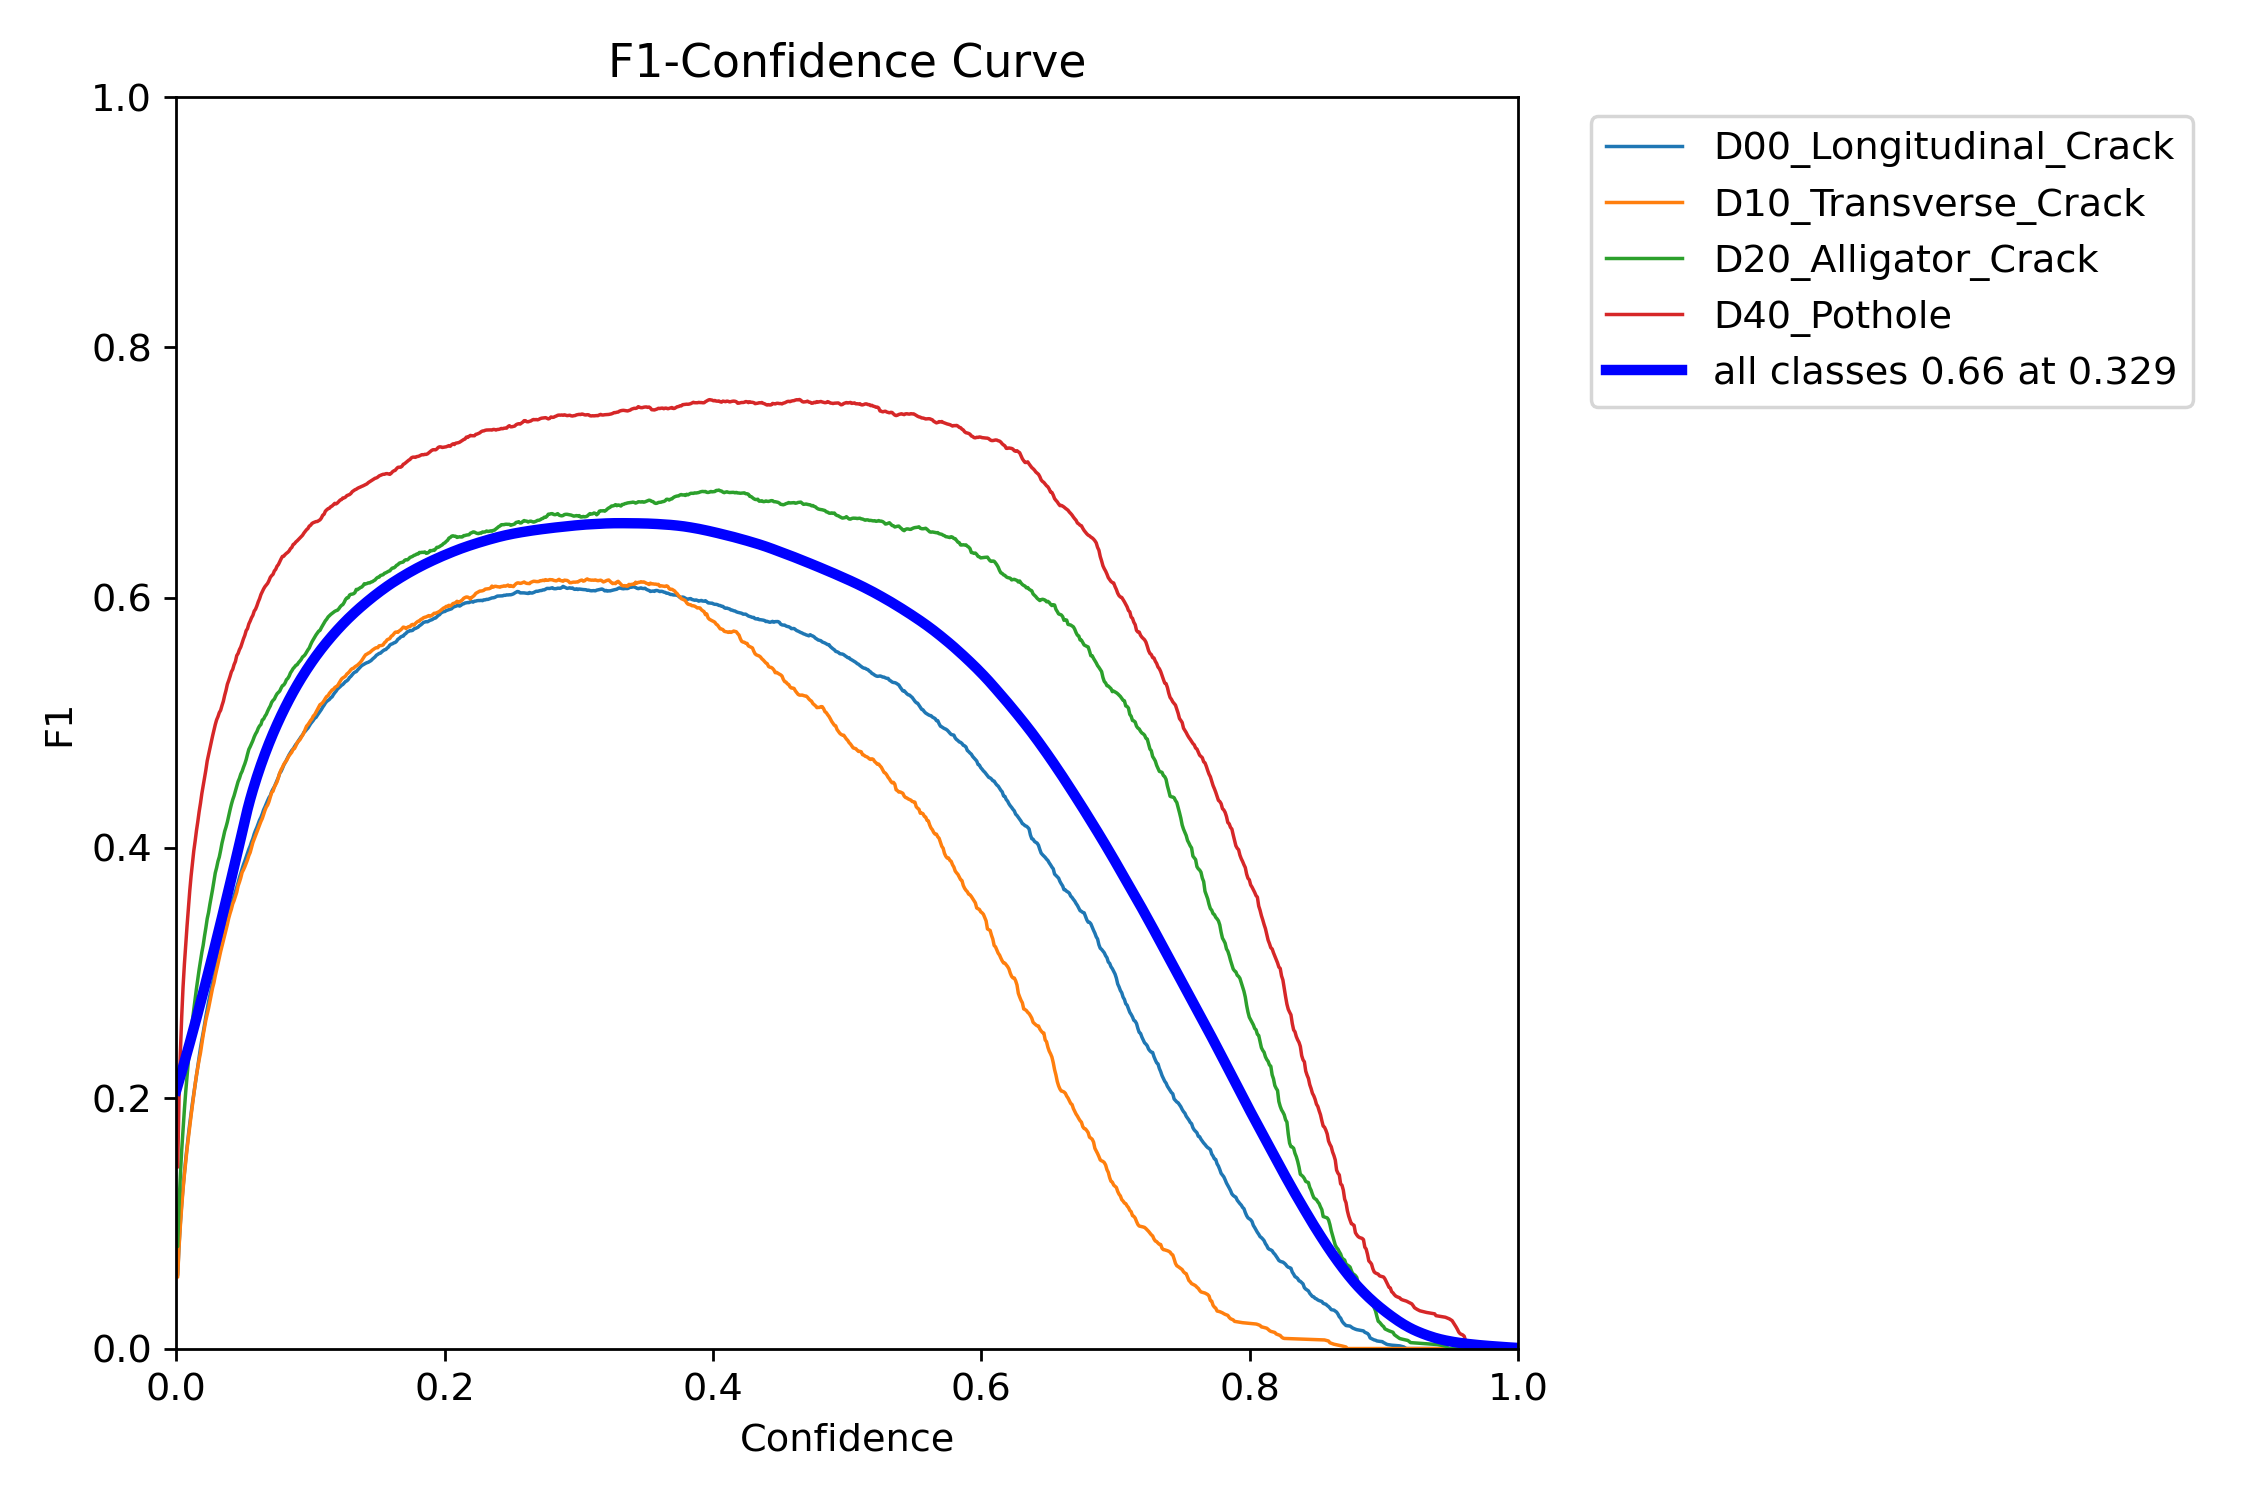 F1-Confidence Curve
1.0
0.8
0.6
0.4
0.2
0.0
F1
0.0 0.2 0.4 0.6 0.8 1.0
Confidence
D00_Longitudinal_Crack
D10_Transverse_Crack
D20_Alligator_Crack
D40_Pothole
all classes 0.66 at 0.329